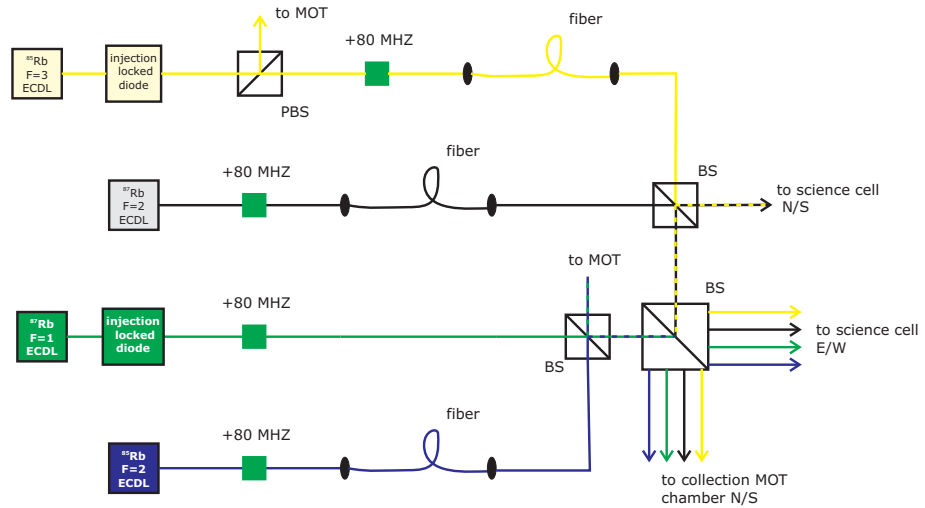 to MOT
fiber
+80 MHZ
⁸⁵Rb
F=3
ECDL
injection
locked
diode
PBS
fiber
+80 MHZ
BS
⁸⁷Rb
F=2
ECDL
to science cell
N/S
to MOT
BS
+80 MHZ
⁸⁷Rb
F=1
ECDL
injection
locked
diode
to science cell
E/W
BS
fiber
+80 MHZ
⁸⁵Rb
F=2
ECDL
to collection MOT
chamber N/S